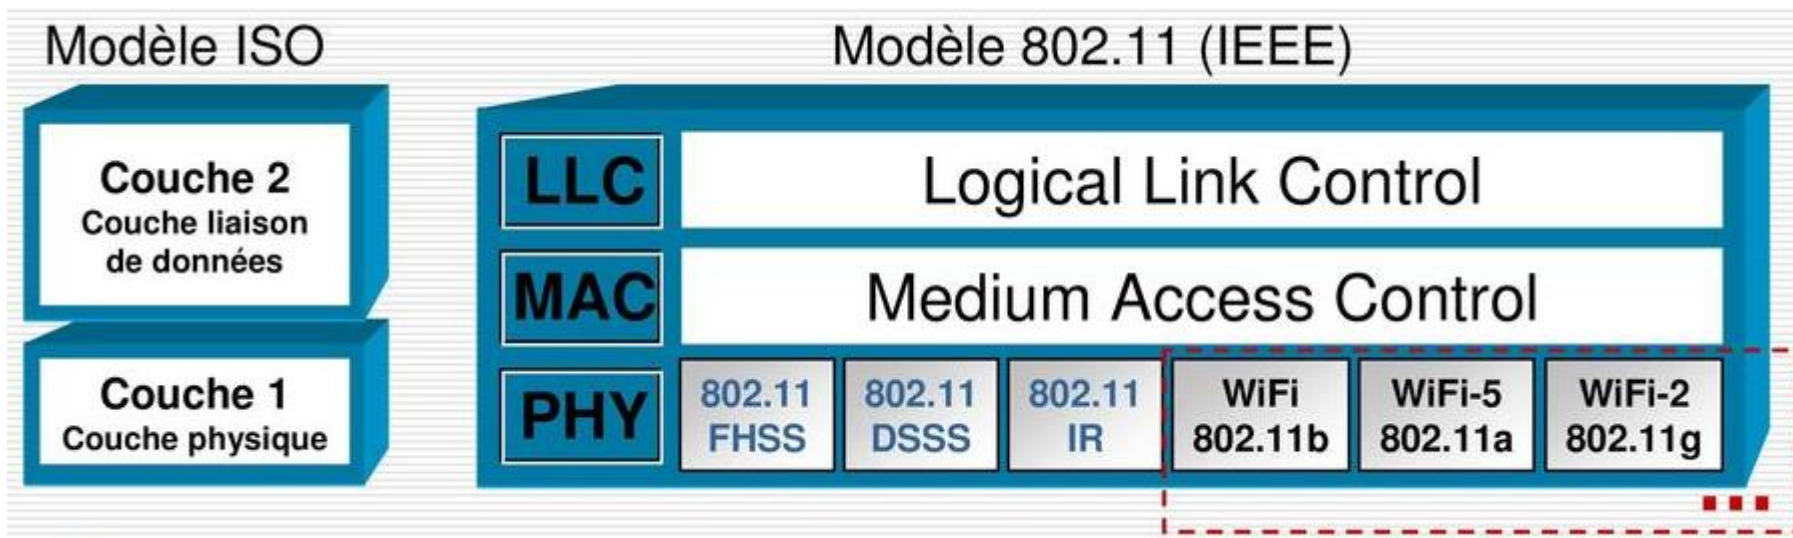 Modèle ISO
Modèle 802.11 (IEEE)
Couche 2
Couche liaison
de données
Couche 1
Couche physique
LLC
Logical Link Control
MAC
Medium Access Control
PHY
802.11
FHSS
802.11
DSSS
802.11
IR
WiFi
802.11b
WiFi-5
802.11a
WiFi-2
802.11g
...